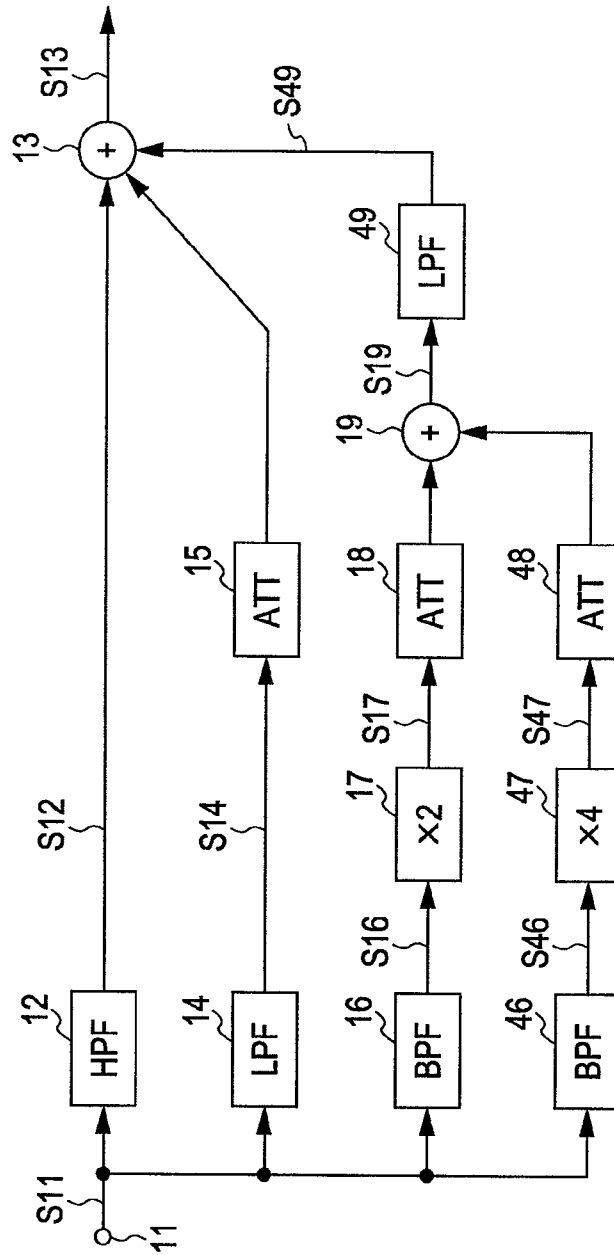 S11
11
12
HPF
S12
13
+
S13
14
LPF
S14
15
ATT
16
BPF
S16
17
×2
S17
18
ATT
19
+
S19
49
LPF
S49
46
BPF
S46
47
×4
S47
48
ATT